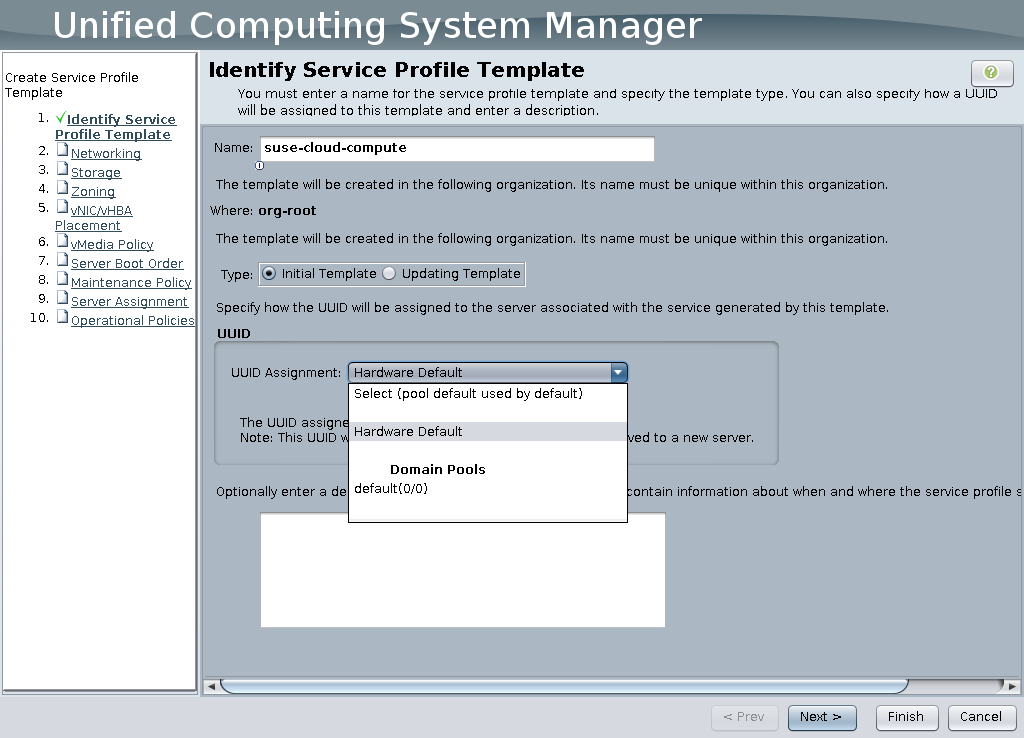 Unified Computing System Manager
Create Service Profile
Template
1. Identify Service
Profile Template
2. Networking
3. Storage
4. Zoning
5. vNIC/vHBA
Placement
6. vMedia Policy
7. Server Boot Order
8. Maintenance Policy
9. Server Assignment
10. Operational Policies
Identify Service Profile Template
You must enter a name for the service profile template and specify the template type. You can also specify how a UUID
will be assigned to this template and enter a description.
?
Name: suse-cloud-compute
The template will be created in the following organization. Its name must be unique within this organization.
Where: org-root
The template will be created in the following organization. Its name must be unique within this organization.
Type: Initial Template Updating Template
Specify how the UUID will be assigned to the server associated with the service generated by this template.
UUID
UUID Assignment: Hardware Default
Select (pool default used by default)
The UUID assigne
Hardware Default
Note: This UUID w ved to a new server.
Domain Pools
default(0/0)
Optionally enter a de contain information about when and where the service profile s
< Prev Next > Finish Cancel